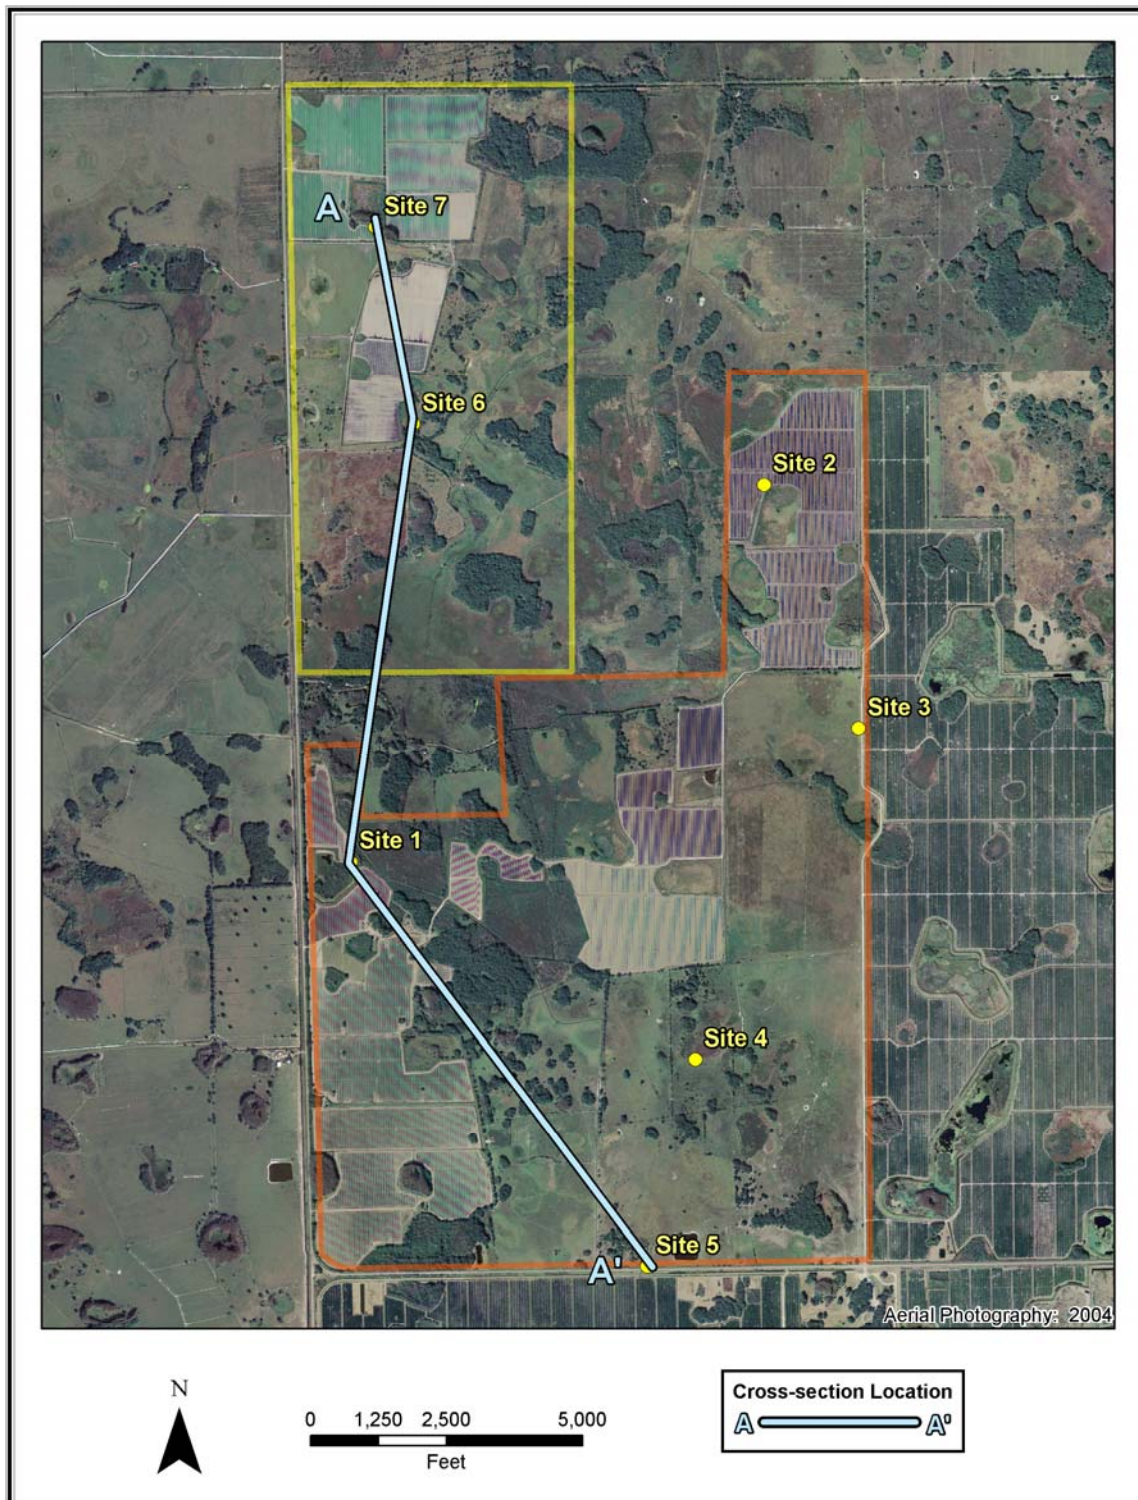 A
Site 7
Site 6
Site 2
Site 3
Site 1
Site 4
Site 5
A'
Aerial Photography: 2004
N
0 1,250 2,500 5,000
Feet
Cross-section Location
A A'